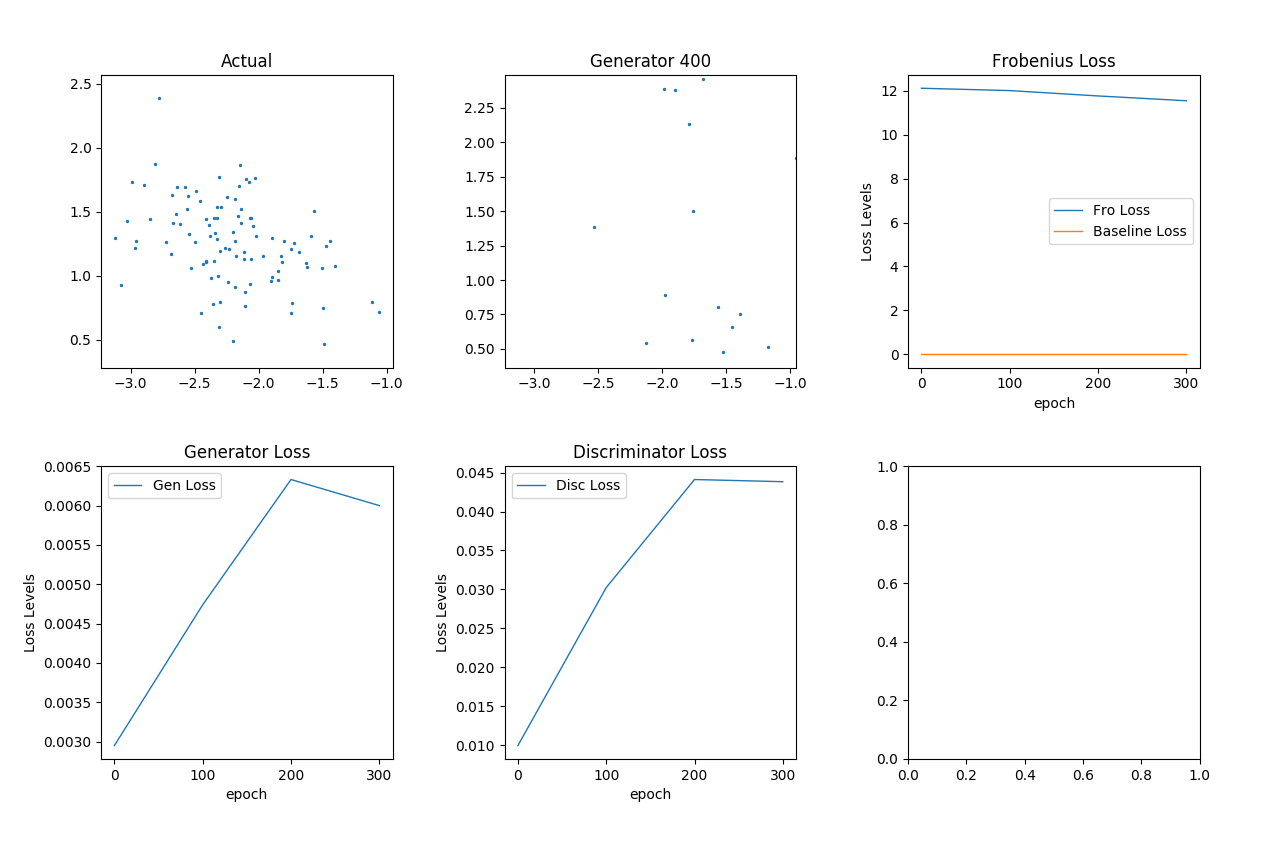 Actual
2.5
2.0
1.5
1.0
0.5
−3.0 −2.5 −2.0 −1.5 −1.0
Generator 400
2.25
2.00
1.75
1.50
1.25
1.00
0.75
0.50
−3.0 −2.5 −2.0 −1.5 −1.0
Frobenius Loss
Loss Levels
12
10
8
6
4
2
0
Fro Loss
Baseline Loss
0 100 200 300
epoch
Generator Loss
Loss Levels
0.0065
0.0060
0.0055
0.0050
0.0045
0.0040
0.0035
0.0030
Gen Loss
0 100 200 300
epoch
Discriminator Loss
Loss Levels
0.045
0.040
0.035
0.030
0.025
0.020
0.015
0.010
Disc Loss
0 100 200 300
epoch
1.0
0.8
0.6
0.4
0.2
0.0
0.0 0.2 0.4 0.6 0.8 1.0